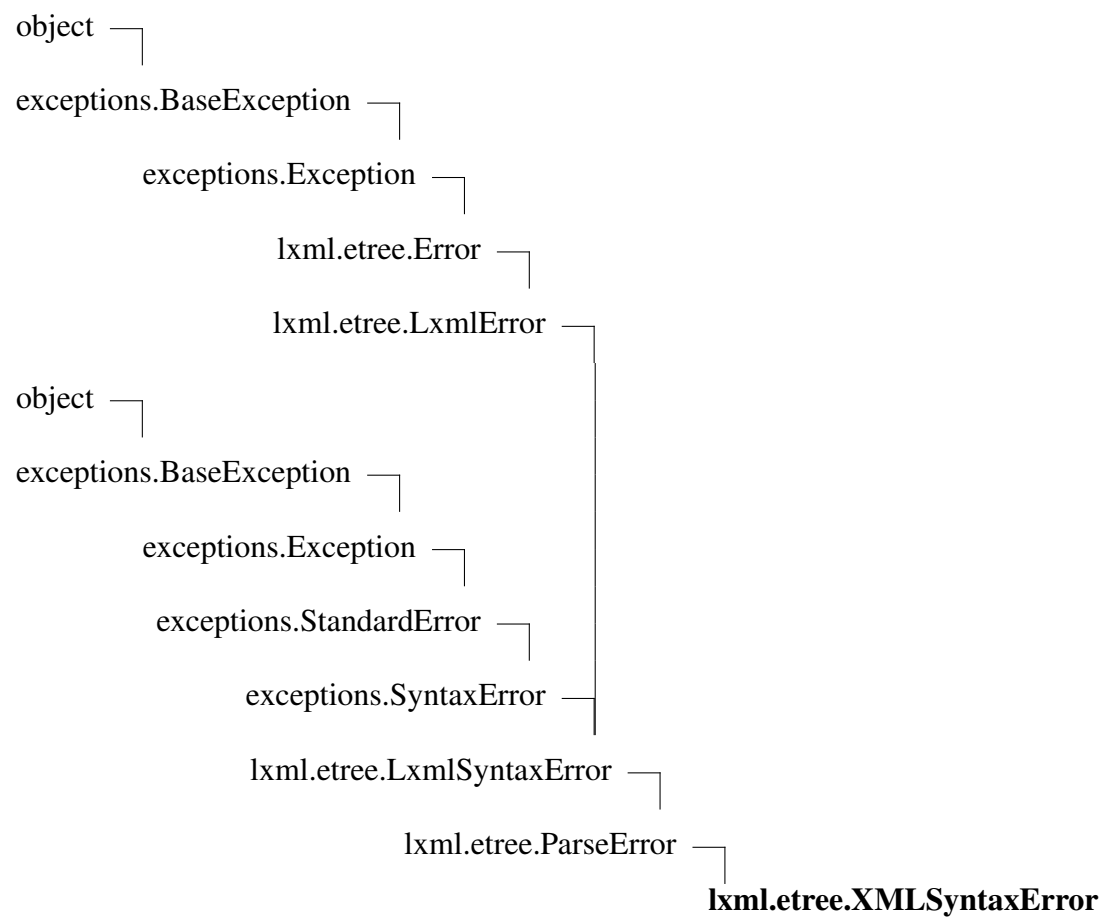 object
exceptions.BaseException
exceptions.Exception
lxml.etree.Error
lxml.etree.LxmlError
object
exceptions.BaseException
exceptions.Exception
exceptions.StandardError
exceptions.SyntaxError
lxml.etree.LxmlSyntaxError
lxml.etree.ParseError
lxml.etree.XMLSyntaxError